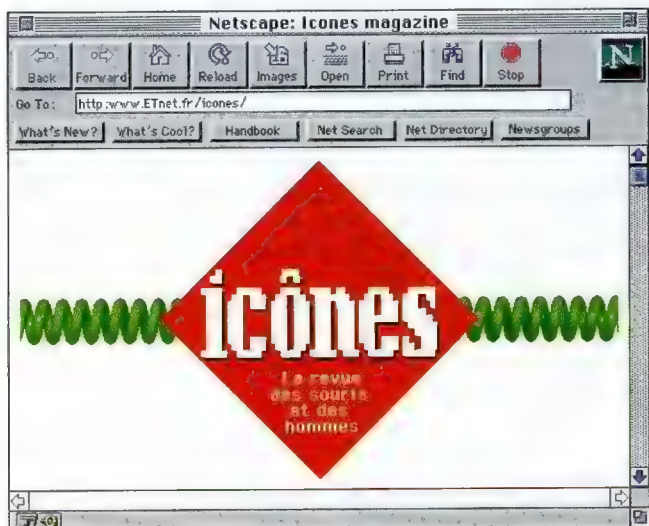 Netscape: Icones magazine
Back Forward Home Reload Images Open Print Find Stop
N
Go To: http:www.ETnet.fr/icones/
What's New? What's Cool? Handbook Net Search Net Directory Newsgroups
icônes
La revue
des souris
et des
hommes